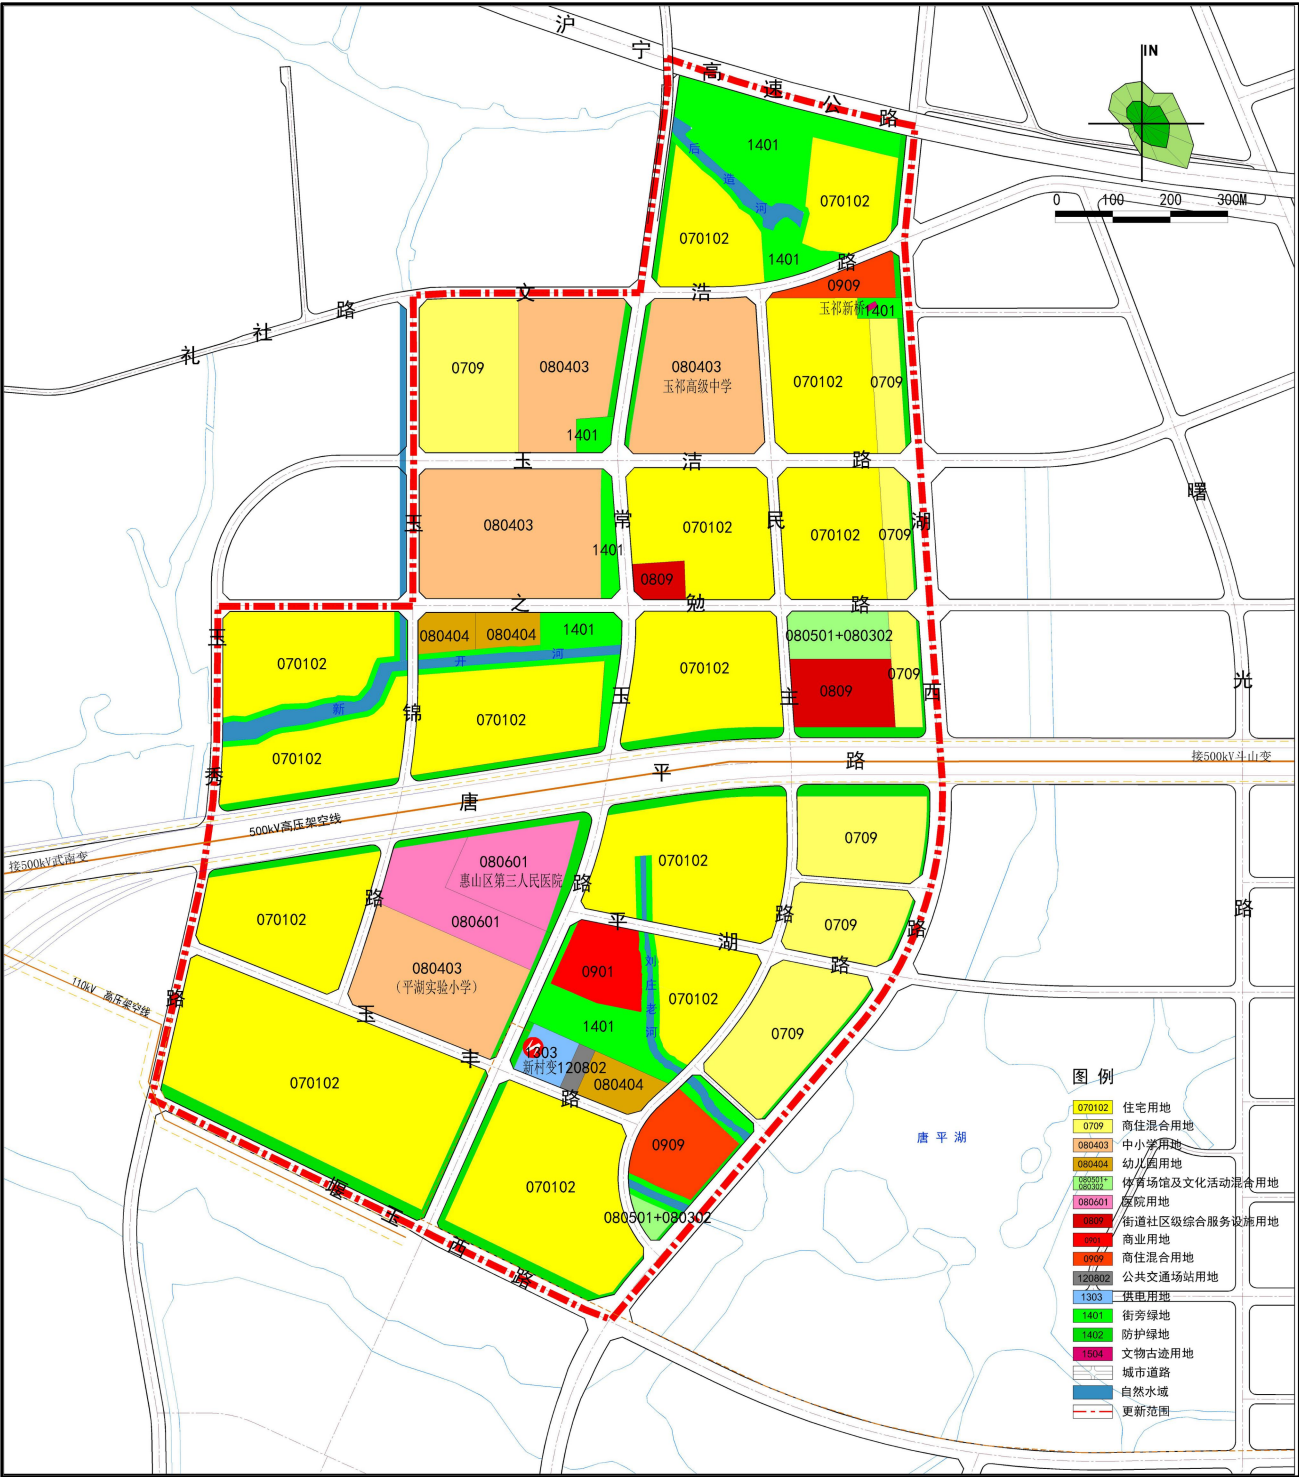 沪宁高速公路
IN
0 100 200 300M
1401
后造河
070102
070102
1401
0909
玉祁新桥
1401
文浩路
礼社路
0709
080403
1401
080403
玉祁高级中学
070102
0709
玉洁路
080403
1401
070102
0809
070102
0709
之勉路
玉锦路
常玉路
民主路
湖西路
曙光路
玉秀路
070102
080404
080404
1401
新开河
070102
070102
070102
080501+080302
0809
0709
唐平路
500kV高压架空线
接500kV武南变
接500kV斗山变
080601
惠山区第三人民医院
080601
070102
080403
(平湖实验小学)
070102
0709
0709
平湖路
0901
刘庄老河
070102
0709
1401
1303
新村变
120802
080404
110kV 高压架空线
玉丰路
070102
070102
0909
080501+080302
堰玉西路
唐平湖
图例
070102 住宅用地
0709 商住混合用地
080403 中小学用地
080404 幼儿园用地
080501+080302 体育场馆及文化活动混合用地
080601 医院用地
0809 街道社区级综合服务设施用地
0901 商业用地
0909 商住混合用地
120802 公共交通场站用地
1303 供电用地
1401 街旁绿地
1402 防护绿地
1504 文物古迹用地
城市道路
自然水域
更新范围